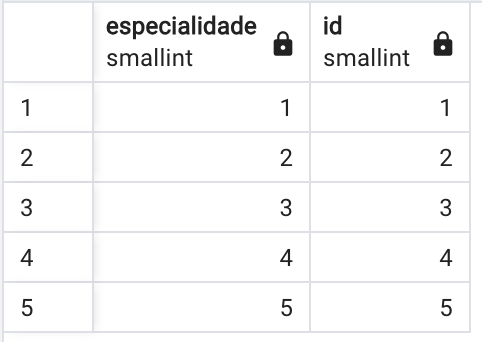 especialidade id
smallint smallint
1 1 1
2 2 2
3 3 3
4 4 4
5 5 5